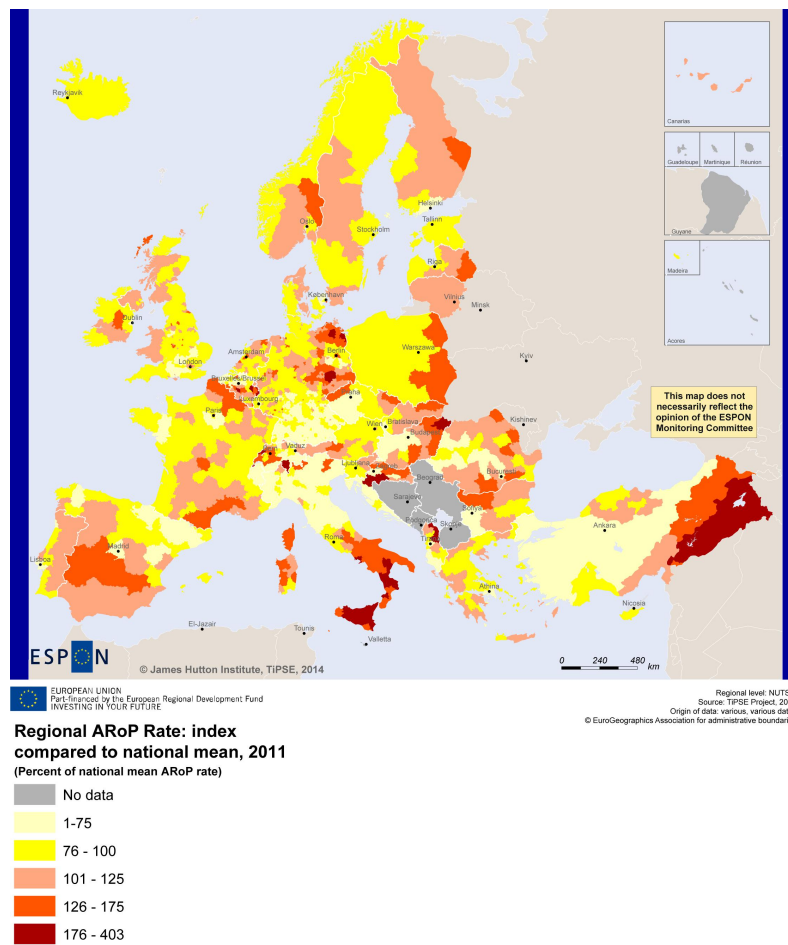 Reykjavik
Canarias
Guadeloupe
Martinique
Réunion
Guyane
Madeira
Acores
Helsinki
Tallinn
Oslo
Stockholm
Riga
København
Vilnius
Minsk
Dublin
Amsterdam
Berlin
Warszawa
London
Kyiv
Bruxelles/Brussel
Luxembourg
Praha
Paris
Wien
Bratislava
Budapest
Kishinev
Bern
Vaduz
Ljubljana
Zagreb
Beograd
Bucuresti
Sarajevo
Sofiya
Podgorica
Skopje
Tirana
Roma
Madrid
Lisboa
Ankara
Athina
Nicosia
El-Jazair
Tounis
Valletta
This map does not
necessarily reflect the
opinion of the ESPON
Monitoring Committee
ESPON
© James Hutton Institute, TiPSE, 2014
0 240 480
km
EUROPEAN UNION
Part-financed by the European Regional Development Fund
INVESTING IN YOUR FUTURE
Regional level: NUTS
Source: TiPSE Project, 20
Origin of data: various, various dat
© EuroGeographics Association for administrative boundari
Regional ARoP Rate: index
compared to national mean, 2011
(Percent of national mean ARoP rate)
No data
1-75
76 - 100
101 - 125
126 - 175
176 - 403